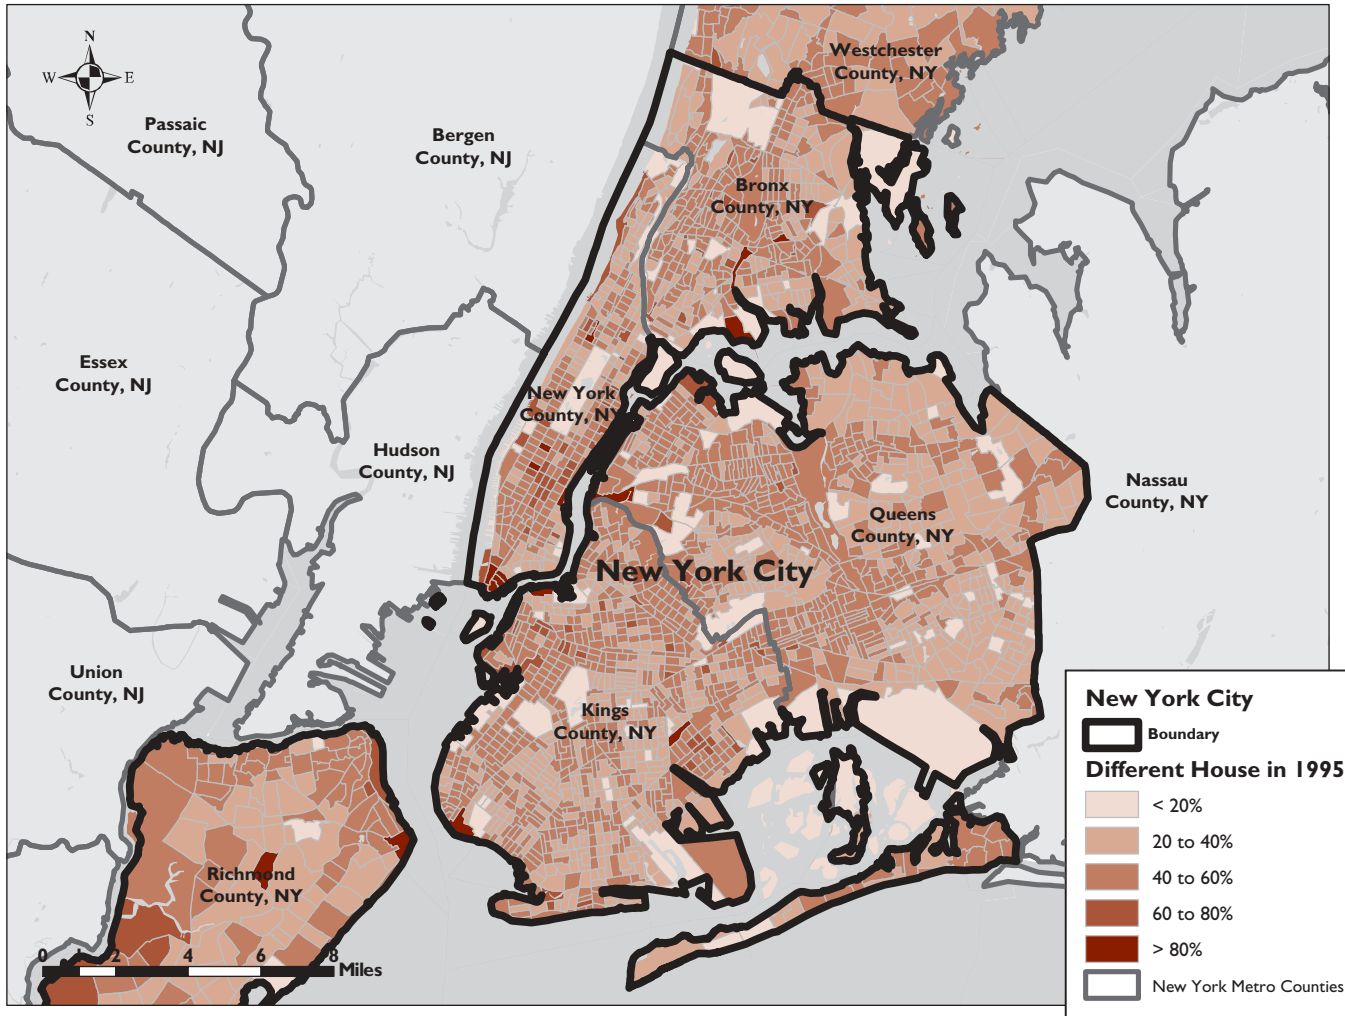 N
W E
S
Passaic
County, NJ
Bergen
County, NJ
Westchester
County, NY
Bronx
County, NY
Essex
County, NJ
New York
County, NY
Hudson
County, NJ
Nassau
County, NY
Queens
County, NY
New York City
Union
County, NJ
Kings
County, NY
Richmond
County, NY
0 2 4 6 8
Miles
New York City
Boundary
Different House in 1995
< 20%
20 to 40%
40 to 60%
60 to 80%
> 80%
New York Metro Counties